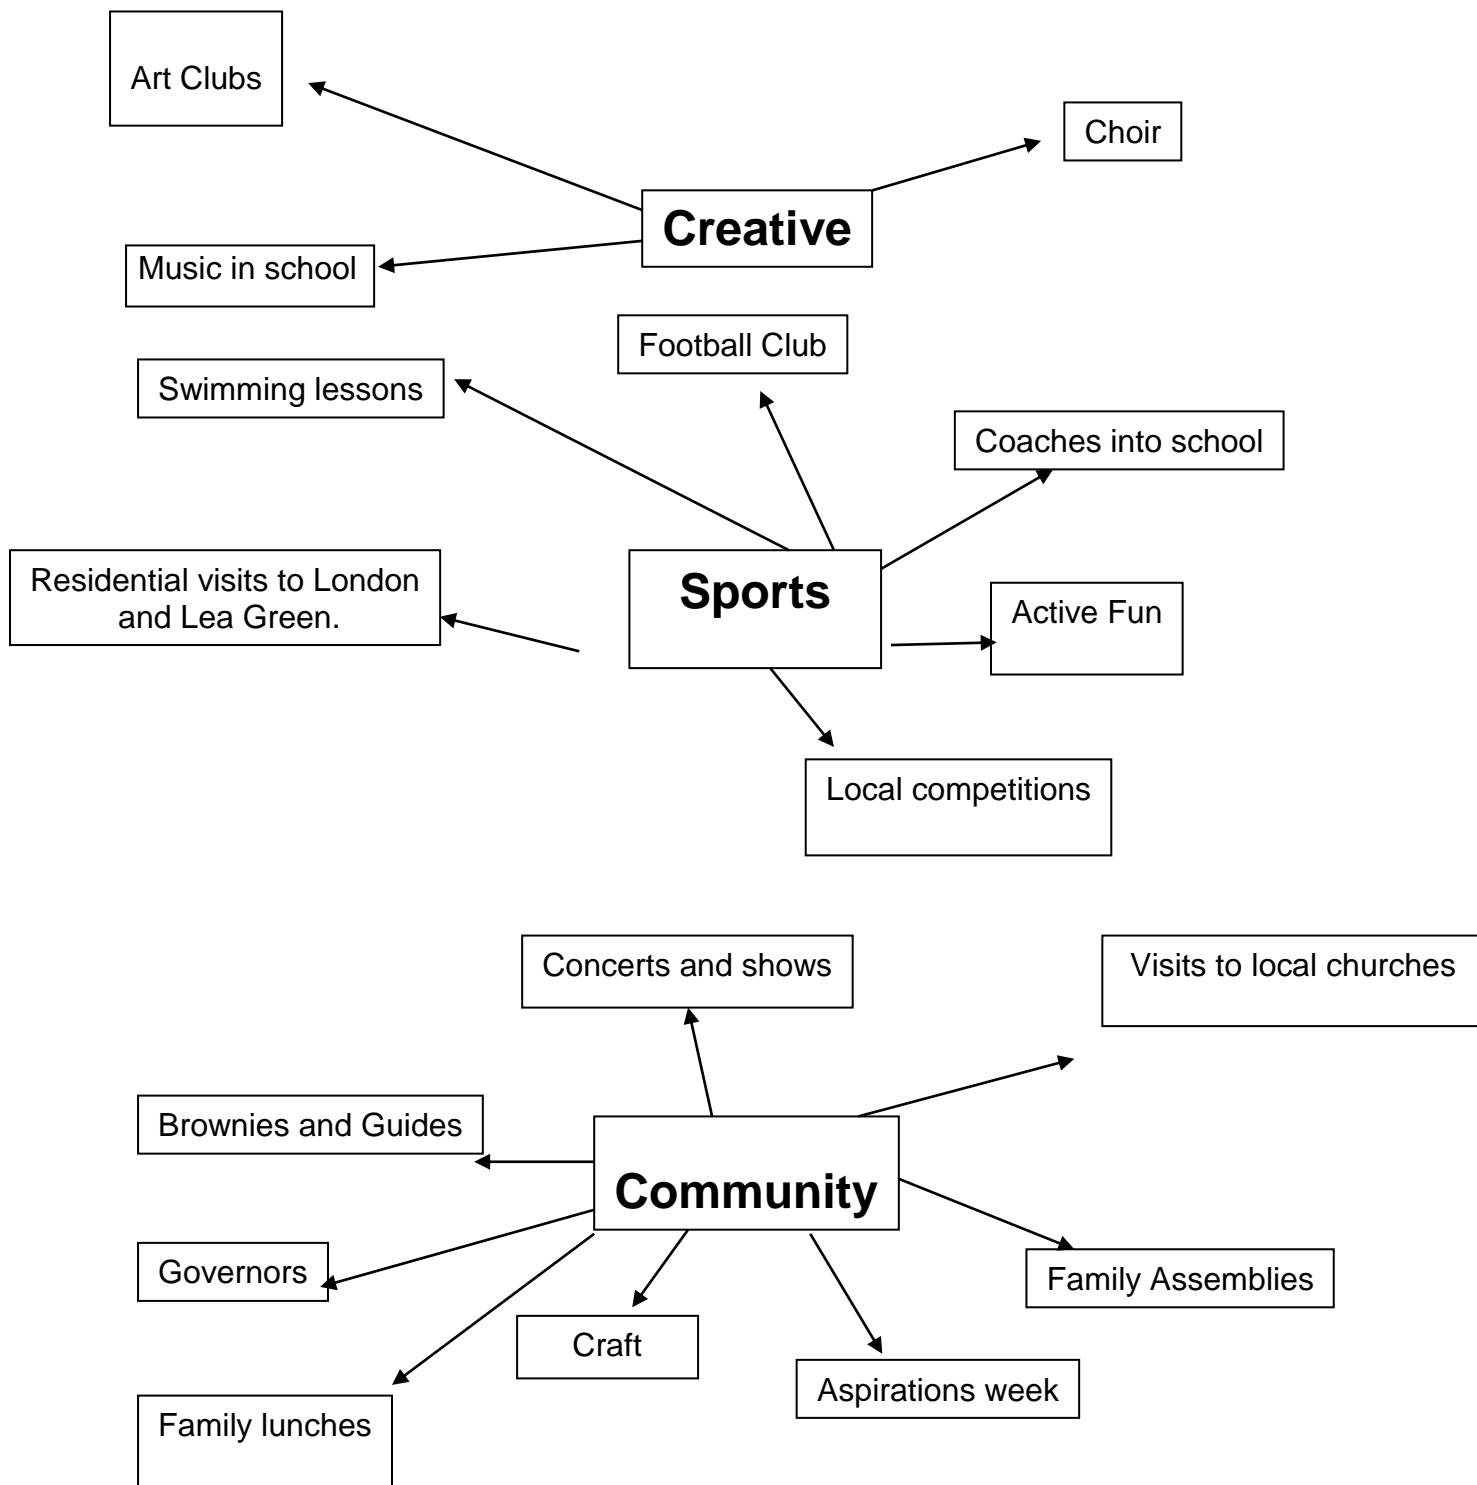 Art Clubs
Choir
Creative
Music in school
Football Club
Swimming lessons
Coaches into school
Residential visits to London
and Lea Green.
Sports
Active Fun
Local competitions
Concerts and shows
Visits to local churches
Brownies and Guides
Community
Governors
Family Assemblies
Craft
Aspirations week
Family lunches